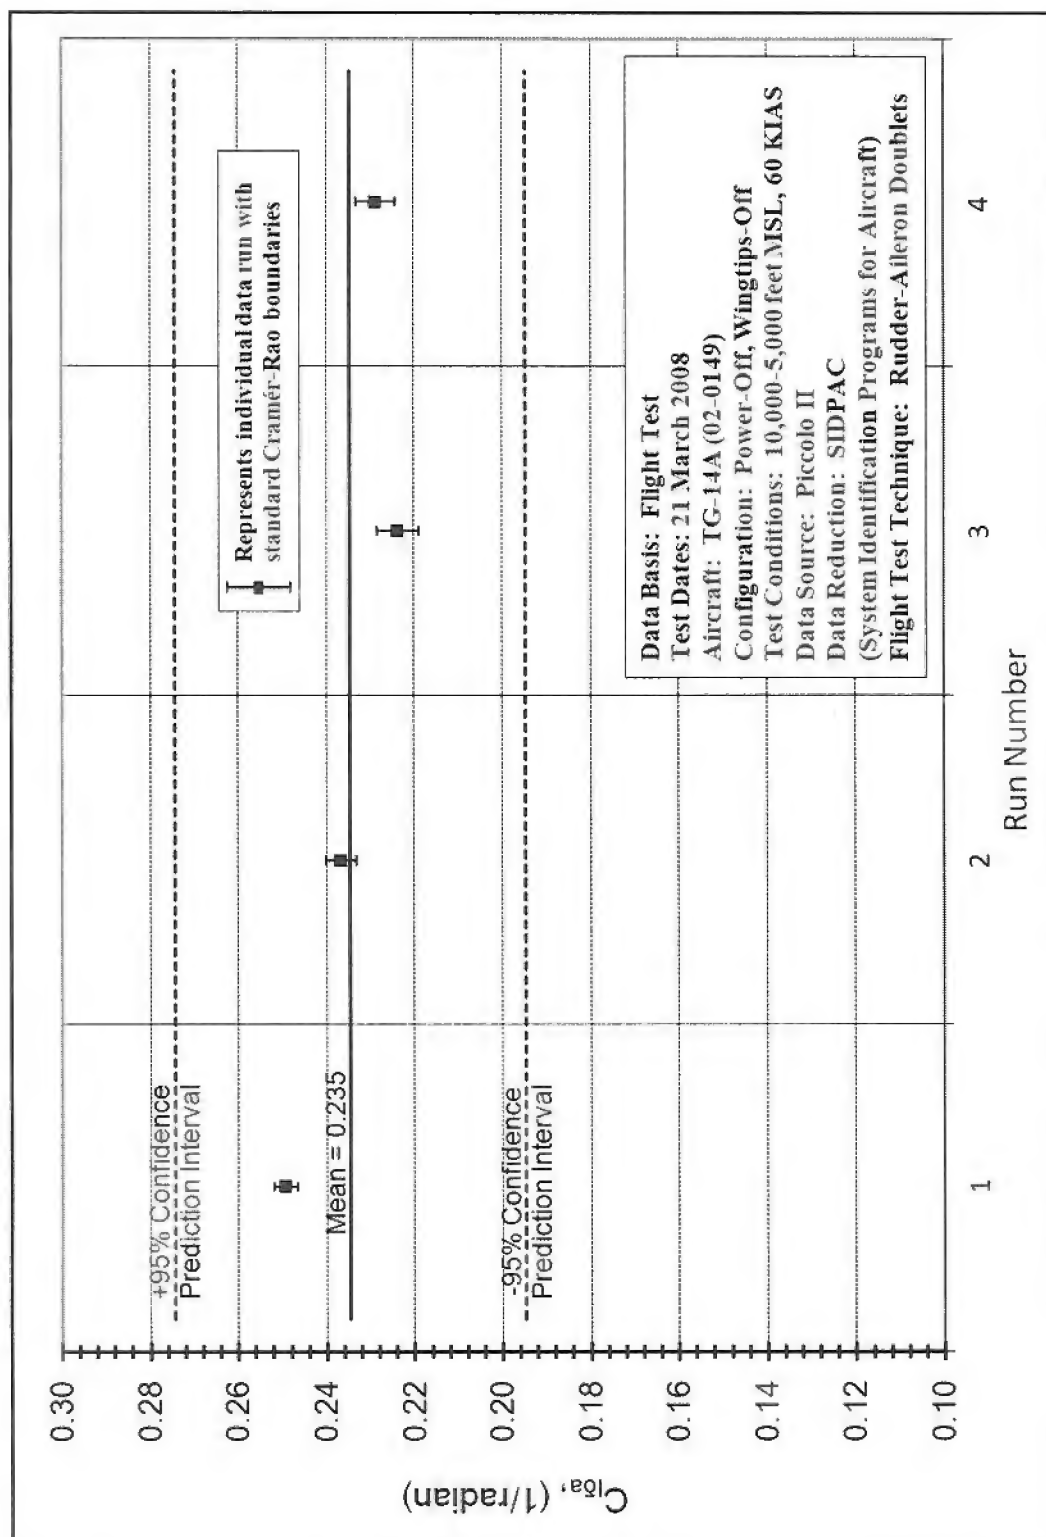 +95% Confidence
Prediction Interval
Mean = 0.235
-95% Confidence
Prediction Interval
Represents individual data run with
standard Cramér-Rao boundaries
Data Basis: Flight Test
Test Dates: 21 March 2008
Aircraft: TG-14A (02-0149)
Configuration: Power-Off, Wingtips-Off
Test Conditions: 10,000-5,000 feet MSL, 60 KIAS
Data Source: Piccolo II
Data Reduction: SIDPAC
(System Identification Programs for Aircraft)
Flight Test Technique: Rudder-Aileron Doublets
0.30
0.28
0.26
0.24
0.22
0.20
0.18
0.16
0.14
0.12
0.10
Clδa, (1/radian)
1
2
3
4
Run Number